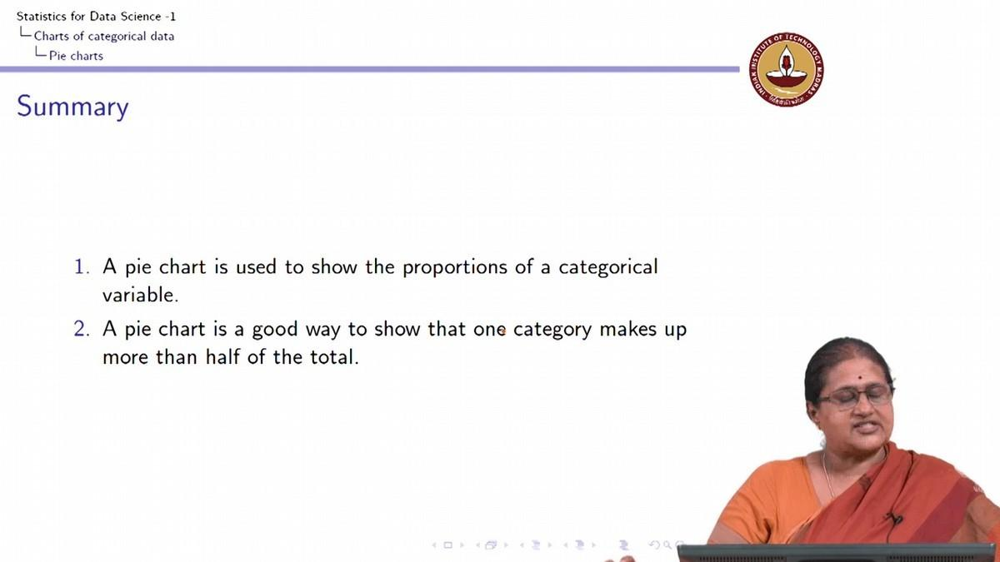 Statistics for Data Science -1
Charts of categorical data
Pie charts
INDIAN INSTITUTE OF TECHNOLOGY MADRAS
Summary
1. A pie chart is used to show the proportions of a categorical
variable.
2. A pie chart is a good way to show that one category makes up
more than half of the total.